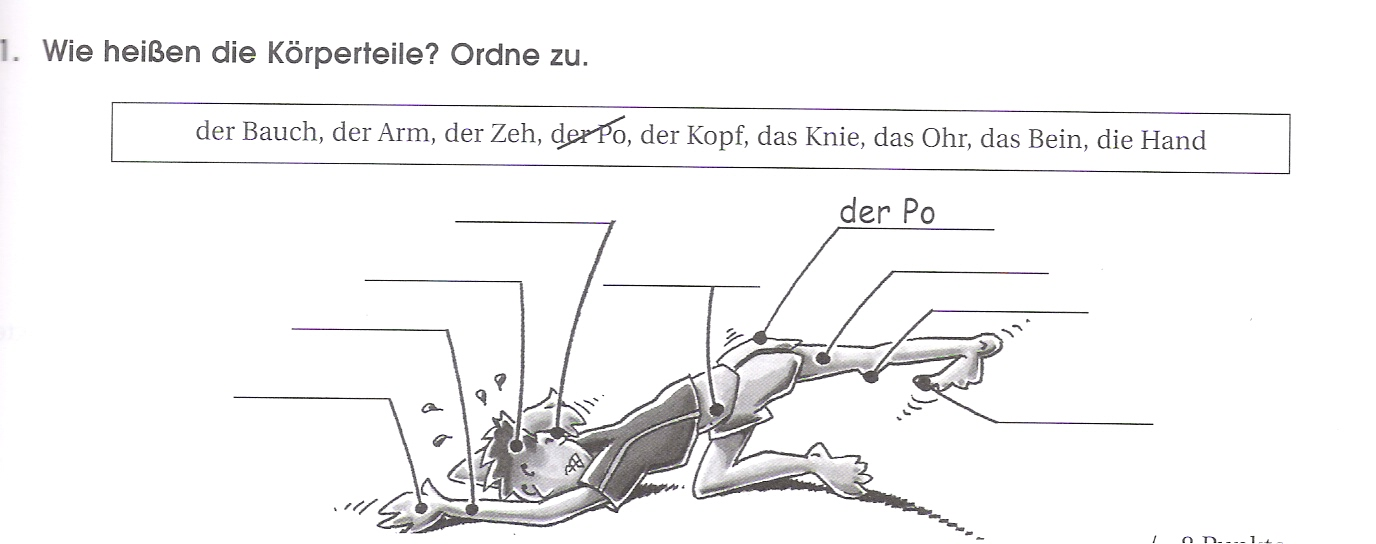 1. Wie heißen die Körperteile? Ordne zu.
der Bauch, der Arm, der Zeh, der Po, der Kopf, das Knie, das Ohr, das Bein, die Hand
der Po